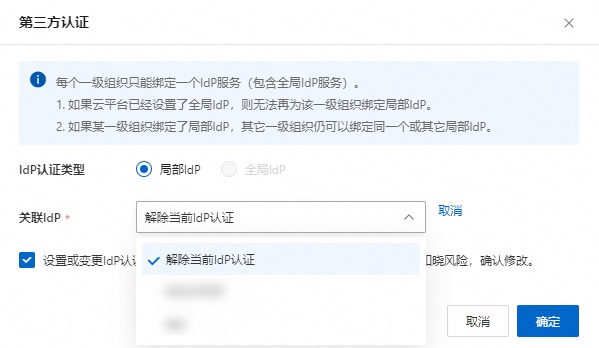 第三方认证
每个一级组织只能绑定一个IdP服务（包含全局IdP服务）。
1. 如果云平台已经设置了全局IdP，则无法再为该一级组织绑定局部IdP。
2. 如果某一级组织绑定了局部IdP，其它一级组织仍可以绑定同一个或其它局部IdP。
IdP认证类型 局部IdP 全局IdP
关联IdP * 解除当前IdP认证 取消
设置或变更IdP认 和晓风险，确认修改。
解除当前IdP认证
取消 确定